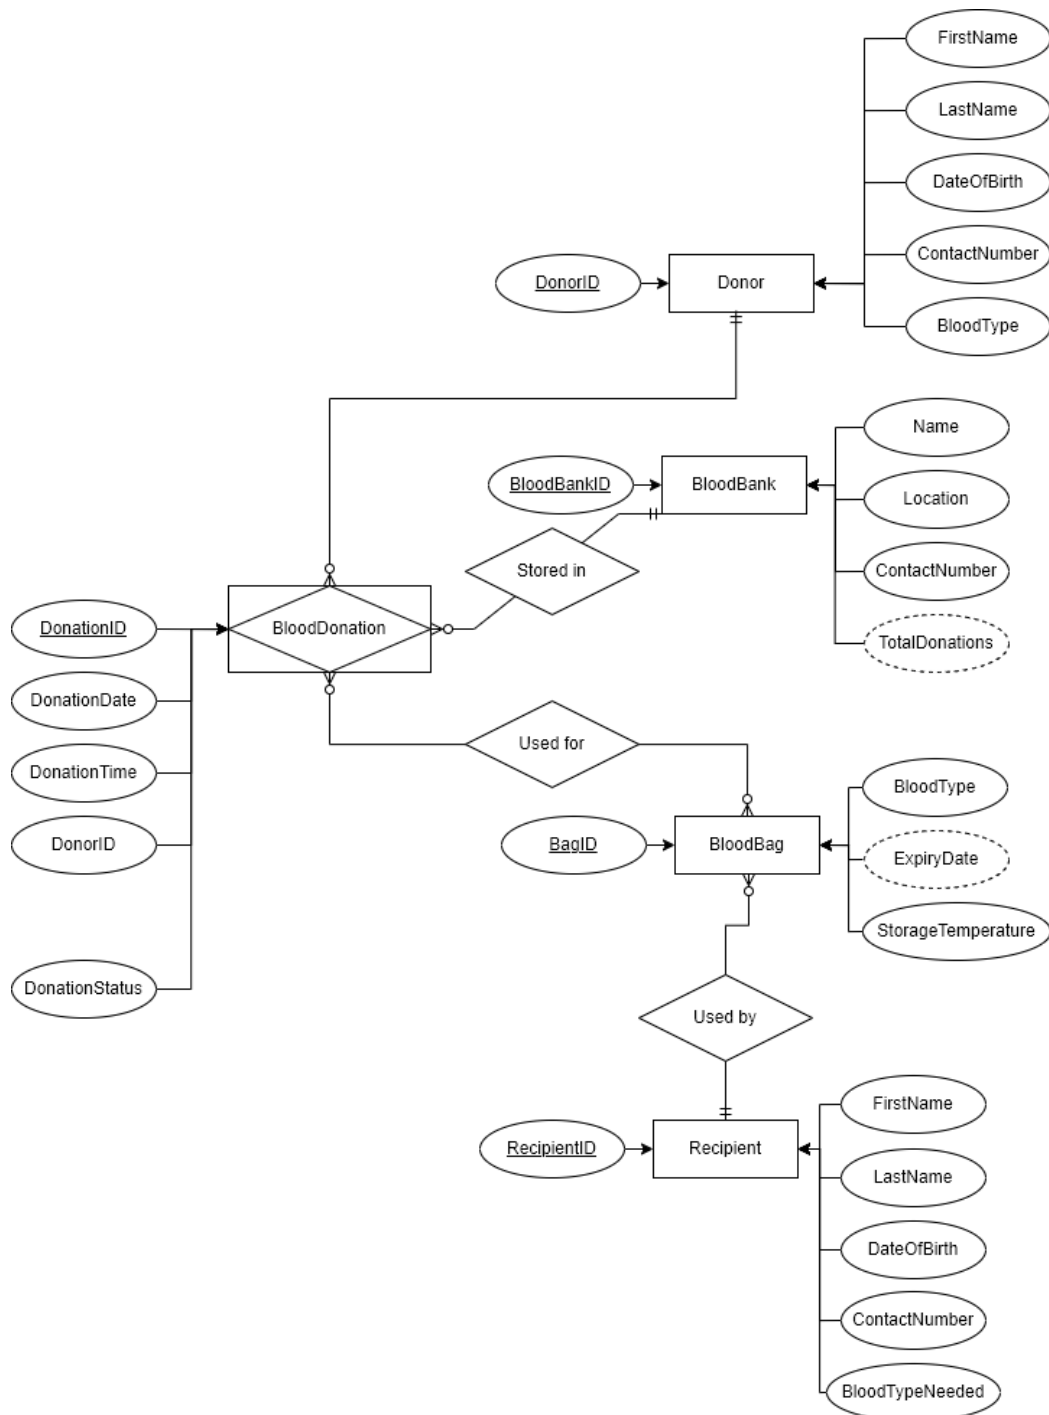 FirstName
LastName
DateOfBirth
ContactNumber
DonorID
Donor
BloodType
Name
BloodBankID
BloodBank
Location
Stored in
ContactNumber
DonationID
BloodDonation
TotalDonations
DonationDate
Used for
DonationTime
BloodType
DonorID
BagID
BloodBag
ExpiryDate
StorageTemperature
DonationStatus
Used by
FirstName
RecipientID
Recipient
LastName
DateOfBirth
ContactNumber
BloodTypeNeeded